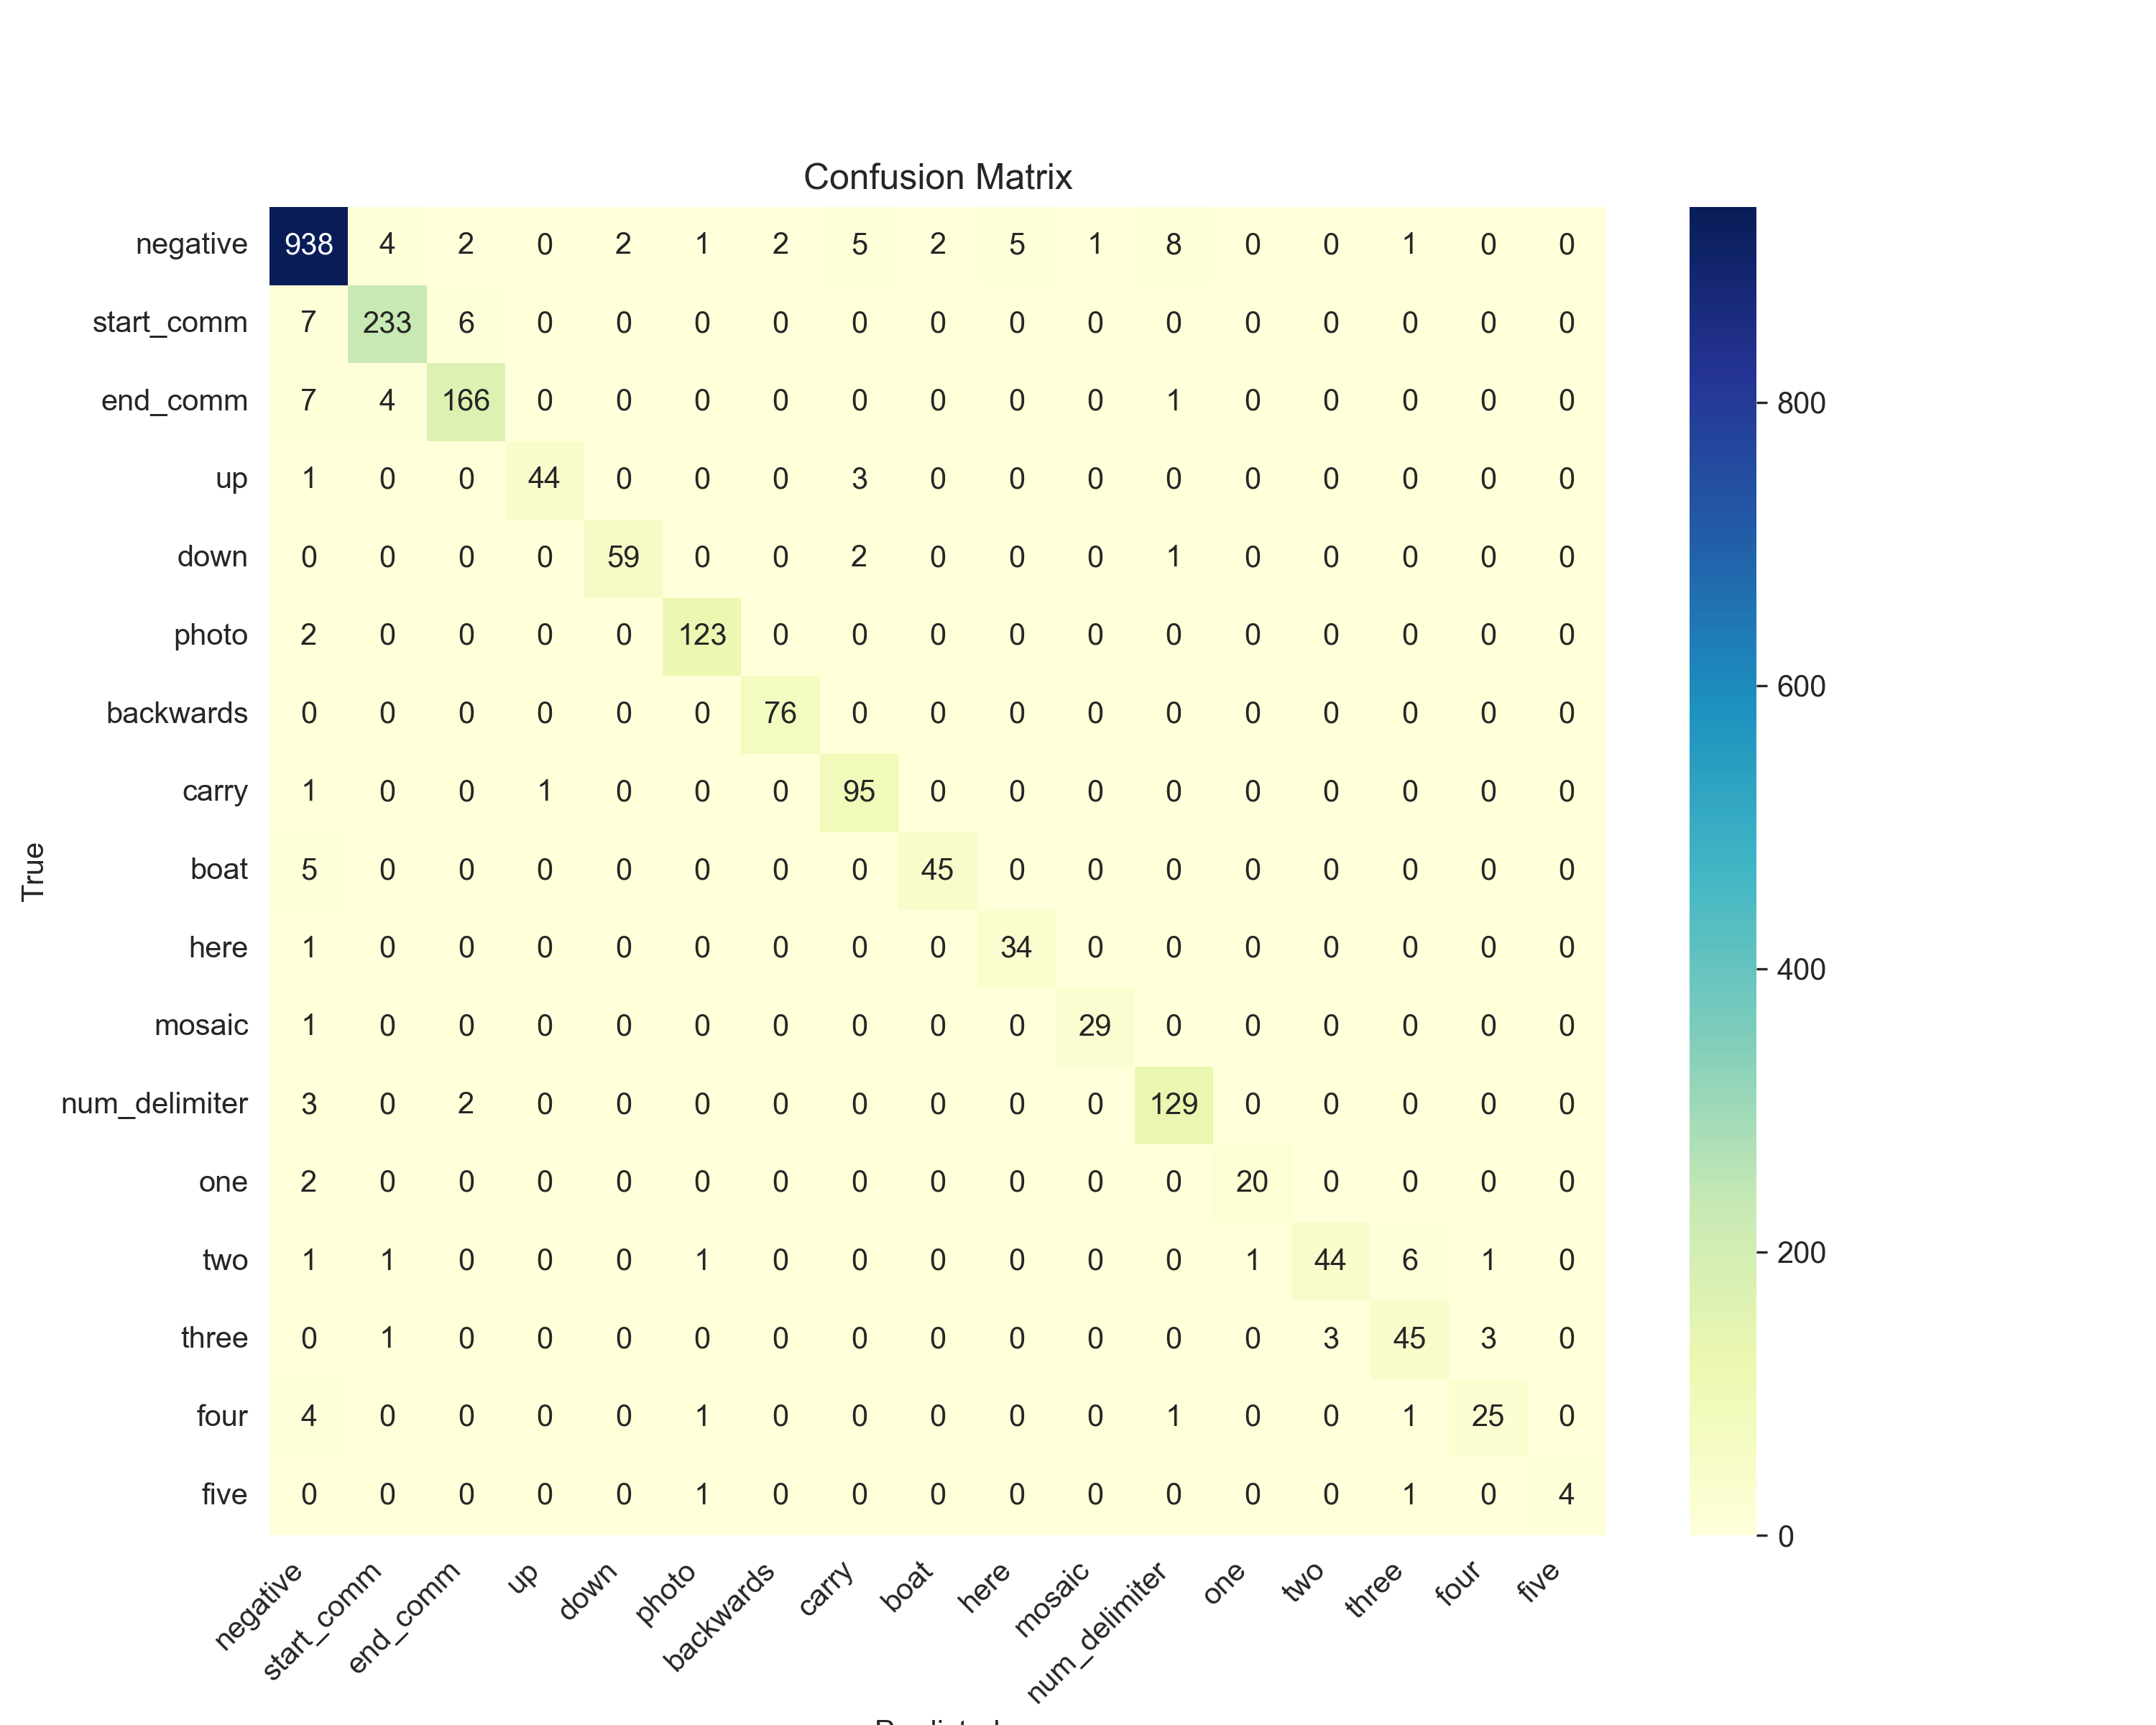 Confusion Matrix
negative 938 4 2 0 2 1 2 5 2 5 1 8 0 0 1 0 0
start_comm 7 233 6 0 0 0 0 0 0 0 0 0 0 0 0 0 0
end_comm 7 4 166 0 0 0 0 0 0 0 0 1 0 0 0 0 0
up 1 0 0 44 0 0 0 3 0 0 0 0 0 0 0 0 0
down 0 0 0 0 59 0 0 2 0 0 0 1 0 0 0 0 0
photo 2 0 0 0 0 123 0 0 0 0 0 0 0 0 0 0 0
backwards 0 0 0 0 0 0 76 0 0 0 0 0 0 0 0 0 0
carry 1 0 0 1 0 0 0 95 0 0 0 0 0 0 0 0 0
boat 5 0 0 0 0 0 0 0 45 0 0 0 0 0 0 0 0
here 1 0 0 0 0 0 0 0 0 34 0 0 0 0 0 0 0
mosaic 1 0 0 0 0 0 0 0 0 0 29 0 0 0 0 0 0
num_delimiter 3 0 2 0 0 0 0 0 0 0 0 129 0 0 0 0 0
one 2 0 0 0 0 0 0 0 0 0 0 0 20 0 0 0 0
two 1 1 0 0 0 1 0 0 0 0 0 0 1 44 6 1 0
three 0 1 0 0 0 0 0 0 0 0 0 0 0 3 45 3 0
four 4 0 0 0 0 1 0 0 0 0 0 1 0 0 1 25 0
five 0 0 0 0 0 1 0 0 0 0 0 0 0 0 1 0 4
True
negative start_comm end_comm up down photo backwards carry boat here mosaic num_delimiter one two three four five
800
600
400
200
0